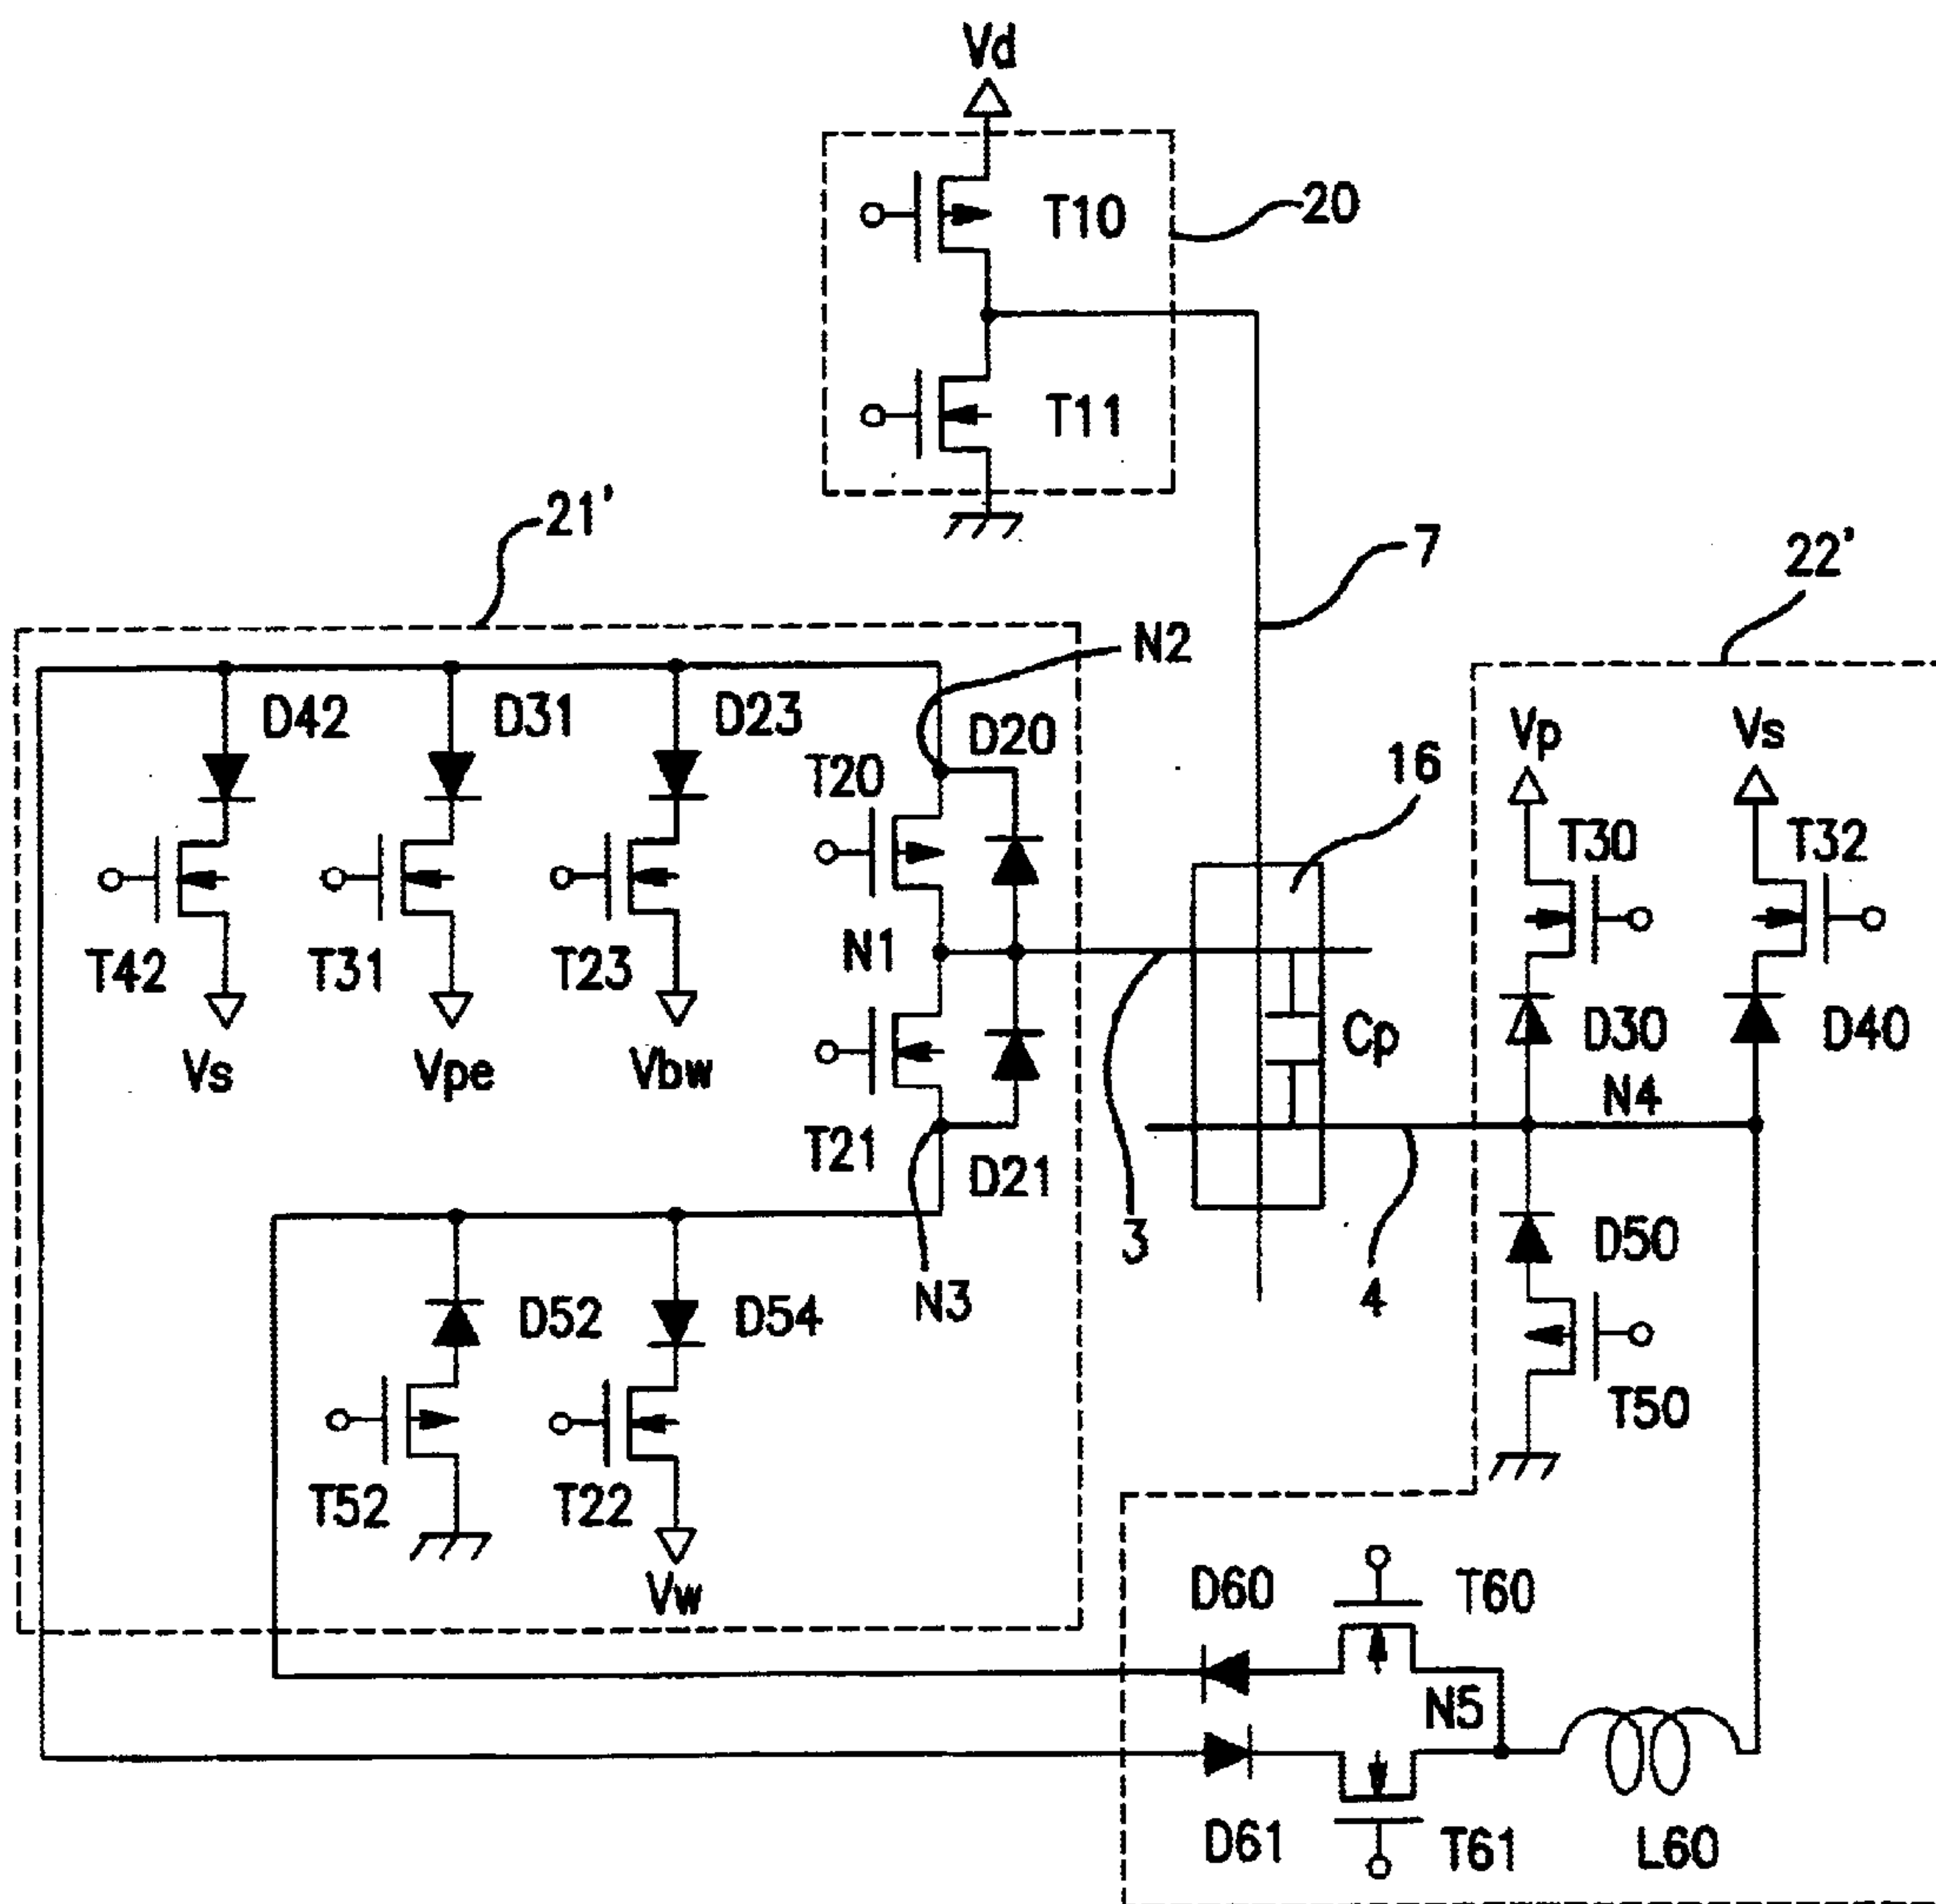 Vd
T10
20
T11
21'
7
22'
N2
D42
D31
D23
D20
Vp
Vs
T20
16
T30
T32
N1
T42
T31
T23
Vs
Vpe
Vbw
Cp
D30
D40
N4
T21
D21
3
D50
D52
D54
N3
4
T50
T52
T22
Vw
D60
T60
N5
D61
T61
L60